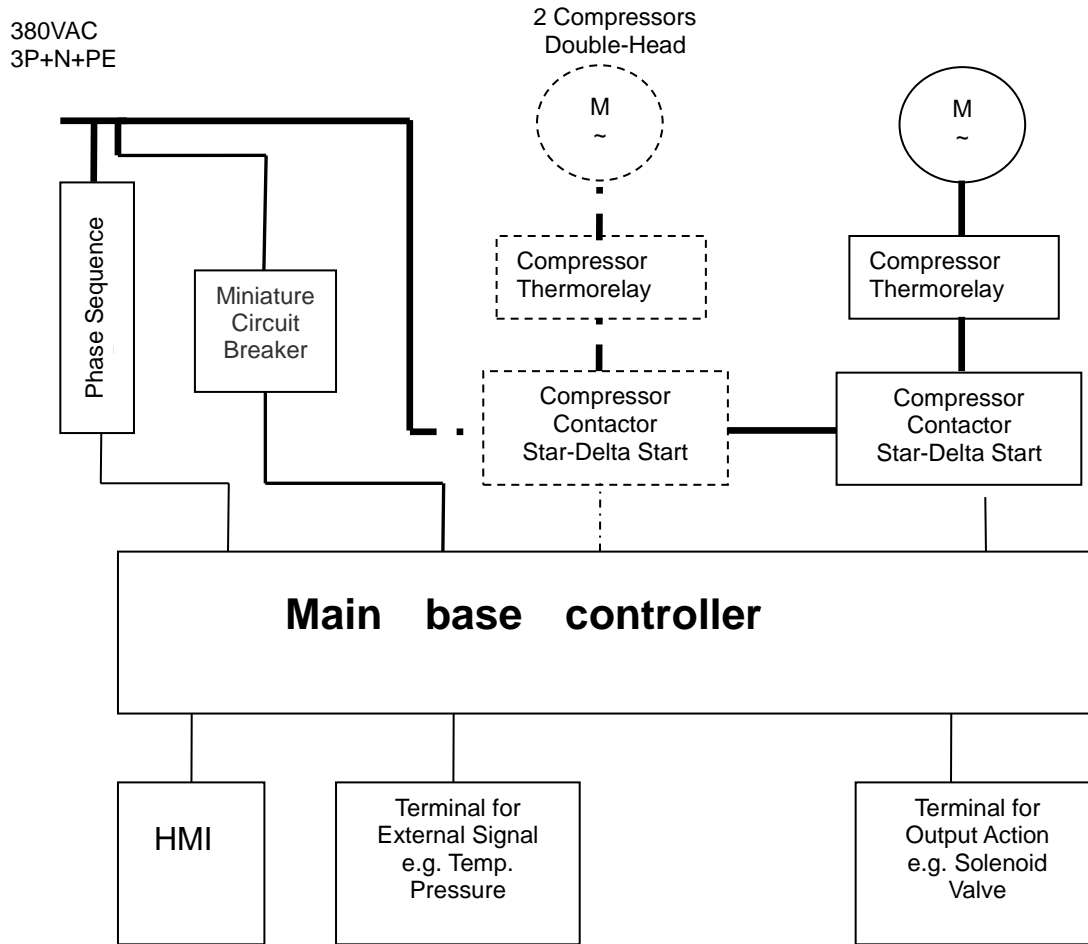 380VAC
3P+N+PE
2 Compressors
Double-Head
M
~
M
~
Phase Sequence
Miniature
Circuit
Breaker
Compressor
Thermorelay
Compressor
Thermorelay
Compressor
Contactor
Star-Delta Start
Compressor
Contactor
Star-Delta Start
Main base controller
HMI
Terminal for
External Signal
e.g. Temp.
Pressure
Terminal for
Output Action
e.g. Solenoid
Valve